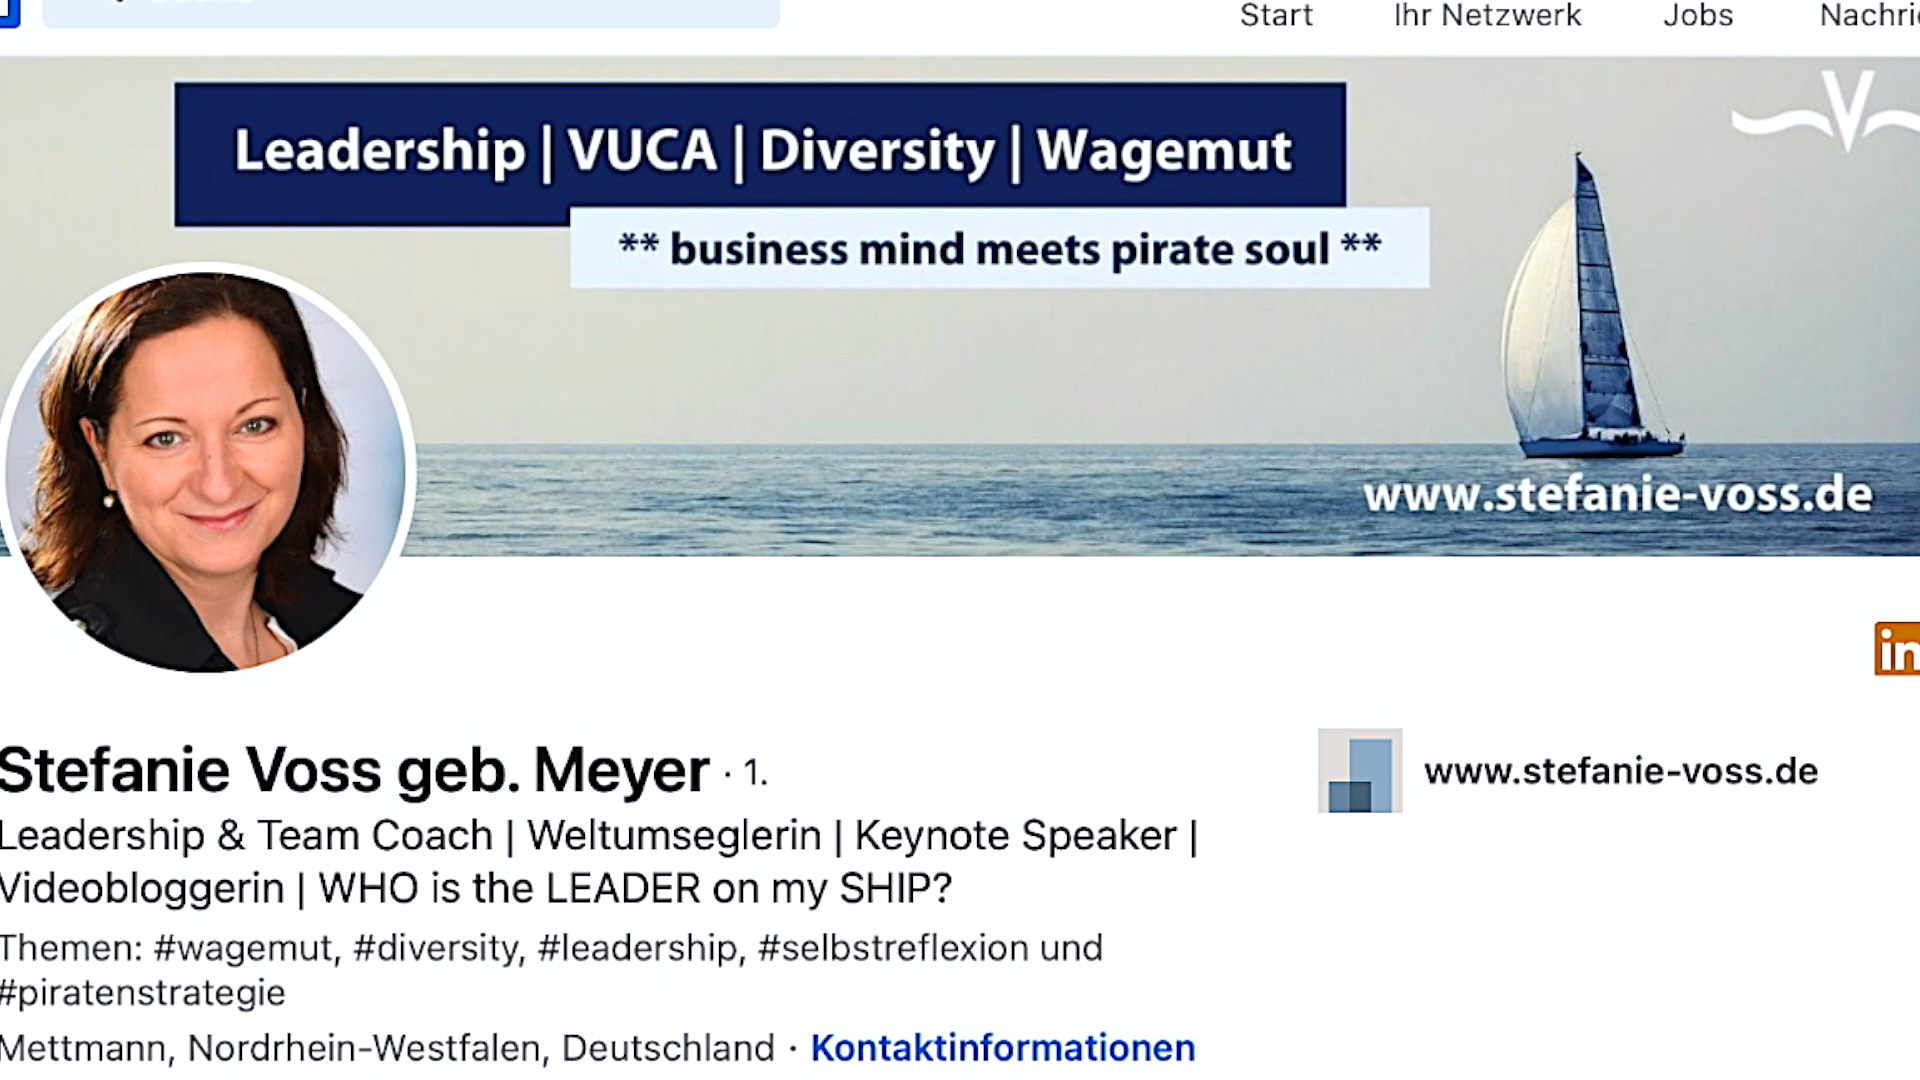 Start Ihr Netzwerk Jobs
Leadership | VUCA | Diversity | Wagemut
** business mind meets pirate soul **
www.stefanie-voss.de
in
Stefanie Voss geb. Meyer · 1.
www.stefanie-voss.de
Leadership & Team Coach | Weltumseglerin | Keynote Speaker |
Videobloggerin | WHO is the LEADER on my SHIP?
Themen: #wagemut, #diversity, #leadership, #selbstreflexion und
#piratenstrategie
Mettmann, Nordrhein-Westfalen, Deutschland · Kontaktinformationen